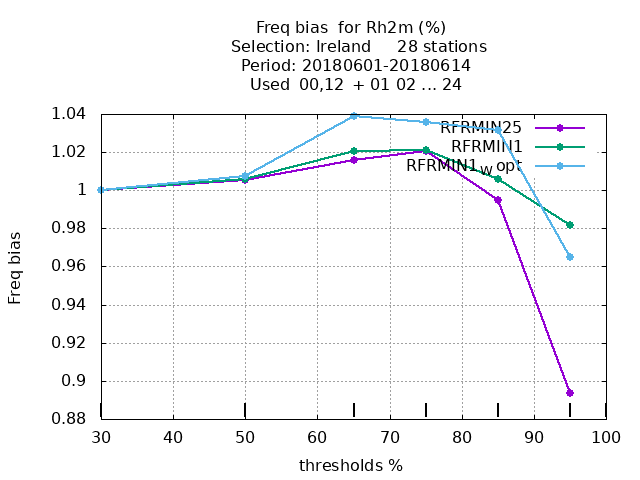 Freq bias  for Rh2m (%)
Selection: Ireland     28 stations
Period: 20180601-20180614
Used  00,12  + 01 02 ... 24
Freq bias
1.04
1.02
1
0.98
0.96
0.94
0.92
0.9
0.88
RFRMIN25
RFRMIN1
RFRMIN1w opt
30 40 50 60 70 80 90 100
thresholds %